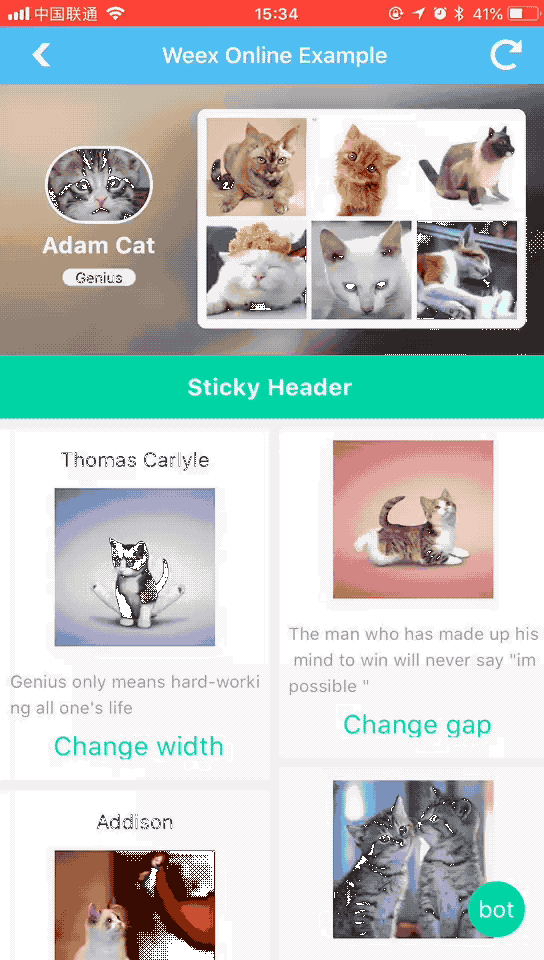 中国联通
15:34
41%
Weex Online Example
Adam Cat
Genius
Sticky Header
Thomas Carlyle
Genius only means hard-worki
ng all one's life
Change width
The man who has made up his
mind to win will never say "im
possible "
Change gap
Addison
bot